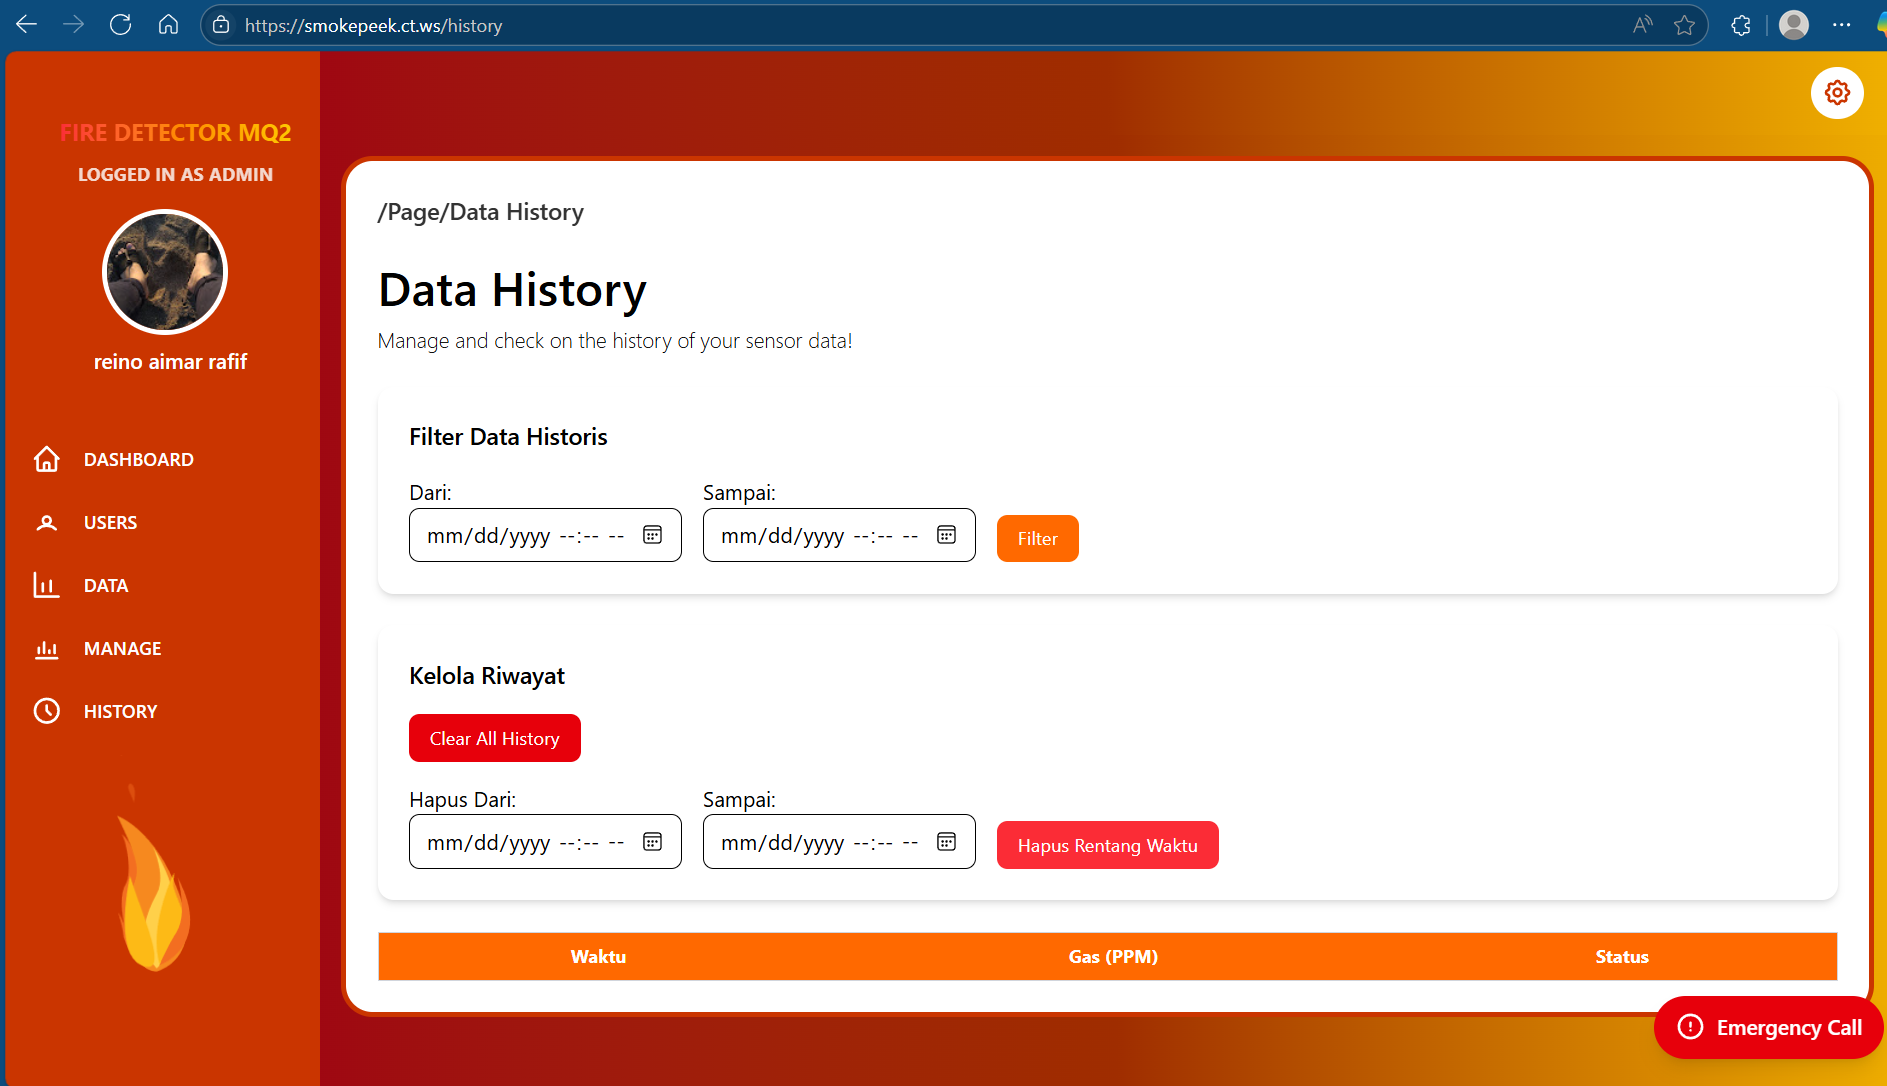 https://smokepeek.ct.ws/history
FIRE DETECTOR MQ2
LOGGED IN AS ADMIN
reino aimar rafif
DASHBOARD
USERS
DATA
MANAGE
HISTORY
/Page/Data History
Data History
Manage and check on the history of your sensor data!
Filter Data Historis
Dari: Sampai:
mm/dd/yyyy --:-- -- mm/dd/yyyy --:-- -- Filter
Kelola Riwayat
Clear All History
Hapus Dari: Sampai:
mm/dd/yyyy --:-- -- mm/dd/yyyy --:-- -- Hapus Rentang Waktu
Waktu Gas (PPM) Status
Emergency Call